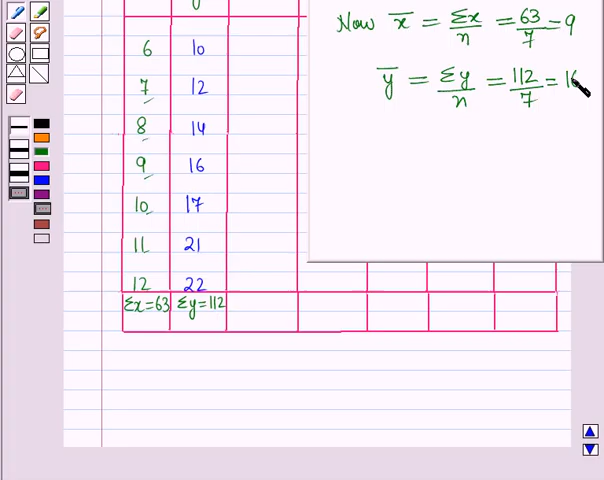 Now x̄ = Σx/n = 63/7 = 9
ȳ = Σy/n = 112/7 = 16
y
6 10
7 12
8 14
9 16
10 17
11 21
12 22
Σx=63 Σy=112